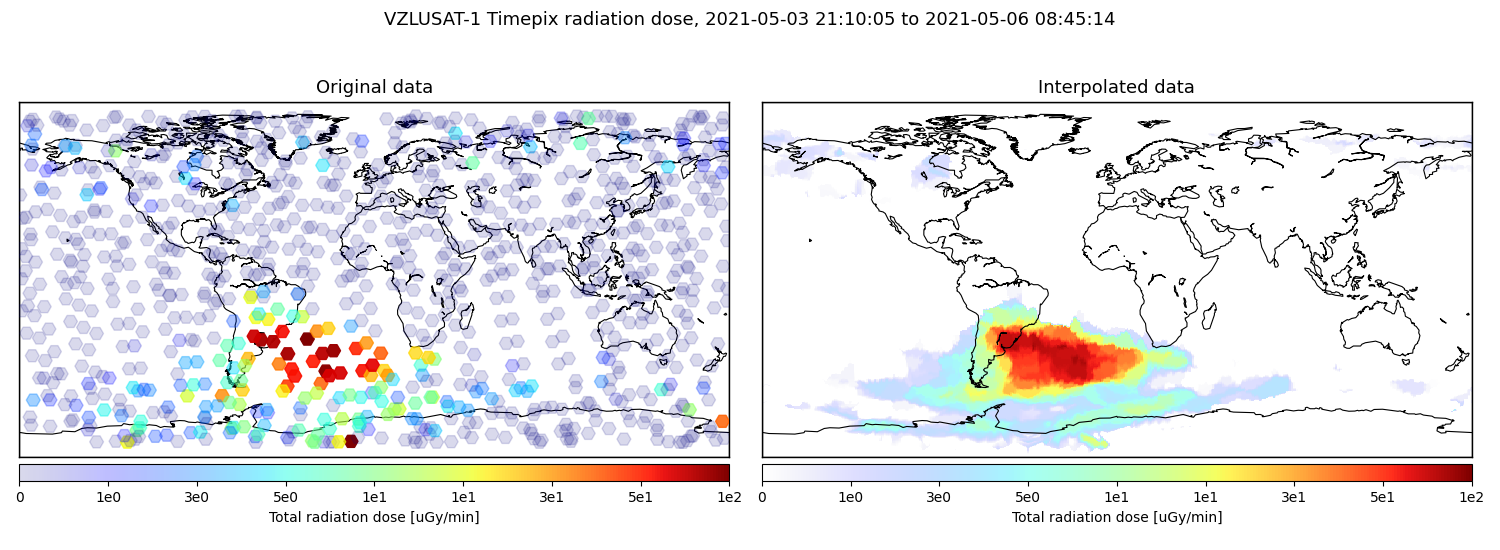 VZLUSAT-1 Timepix radiation dose, 2021-05-03 21:10:05 to 2021-05-06 08:45:14
Original data
Interpolated data
0 1e0 3e0 5e0 1e1 1e1 3e1 5e1 1e2
Total radiation dose [uGy/min]
0 1e0 3e0 5e0 1e1 1e1 3e1 5e1 1e2
Total radiation dose [uGy/min]